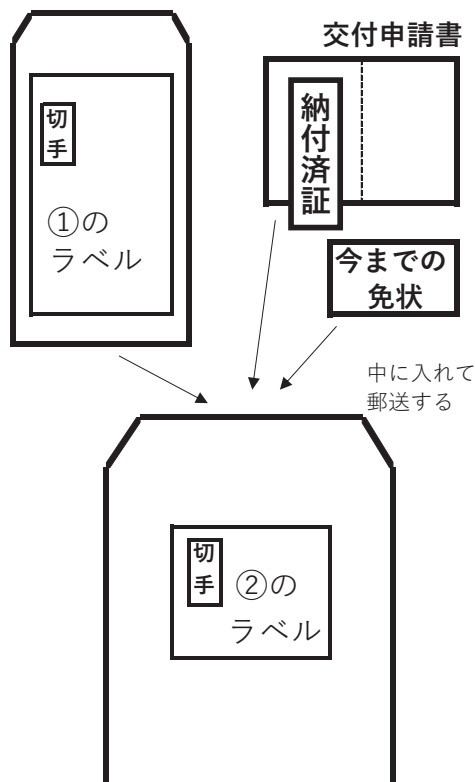 切手
①の
ラベル
交付申請書
納付済証
今までの
免状
中に入れて
郵送する
切手
②の
ラベル